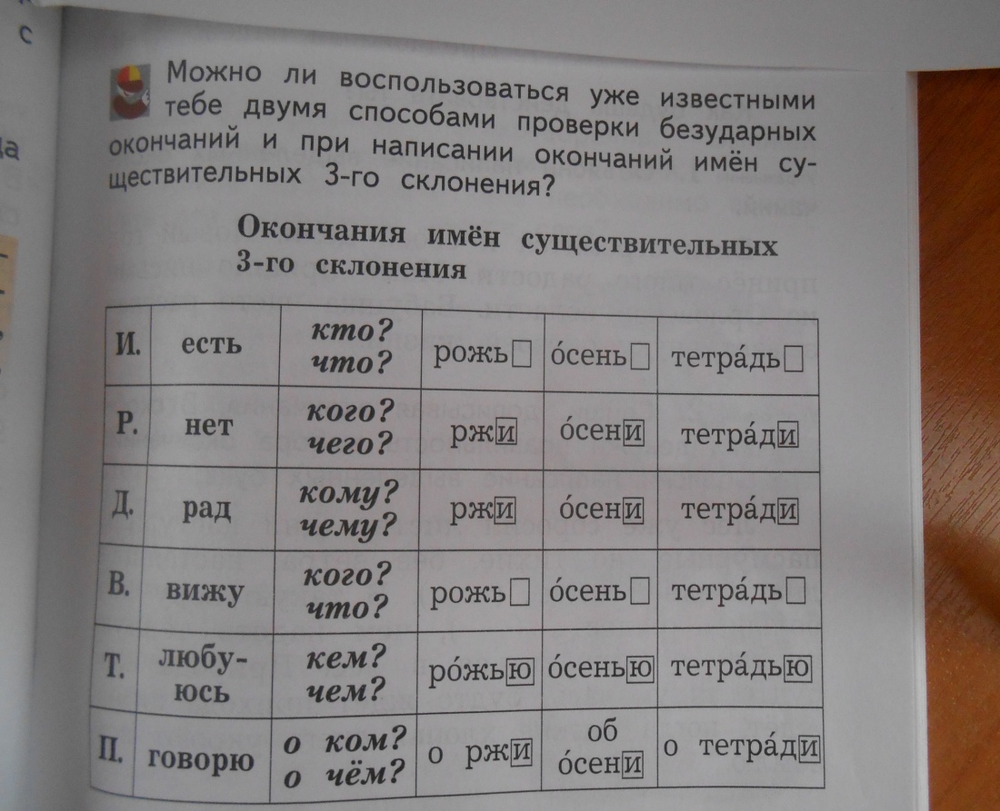 с
да
Можно ли воспользоваться уже известными
тебе двумя способами проверки безударных
окончаний и при написании окончаний имён су-
ществительных 3-го склонения?
Окончания имён существительных
3-го склонения
И. есть кто? что? рожь о́сень тетра́дь
Р. нет кого? чего? ржи о́сени тетра́ди
Д. рад кому? чему? ржи о́сени тетра́ди
В. вижу кого? что? рожь о́сень тетра́дь
Т. любу-
юсь кем? чем? ро́жью о́сенью тетра́дью
П. говорю о ком? о чём? о ржи об о́сени о тетра́ди